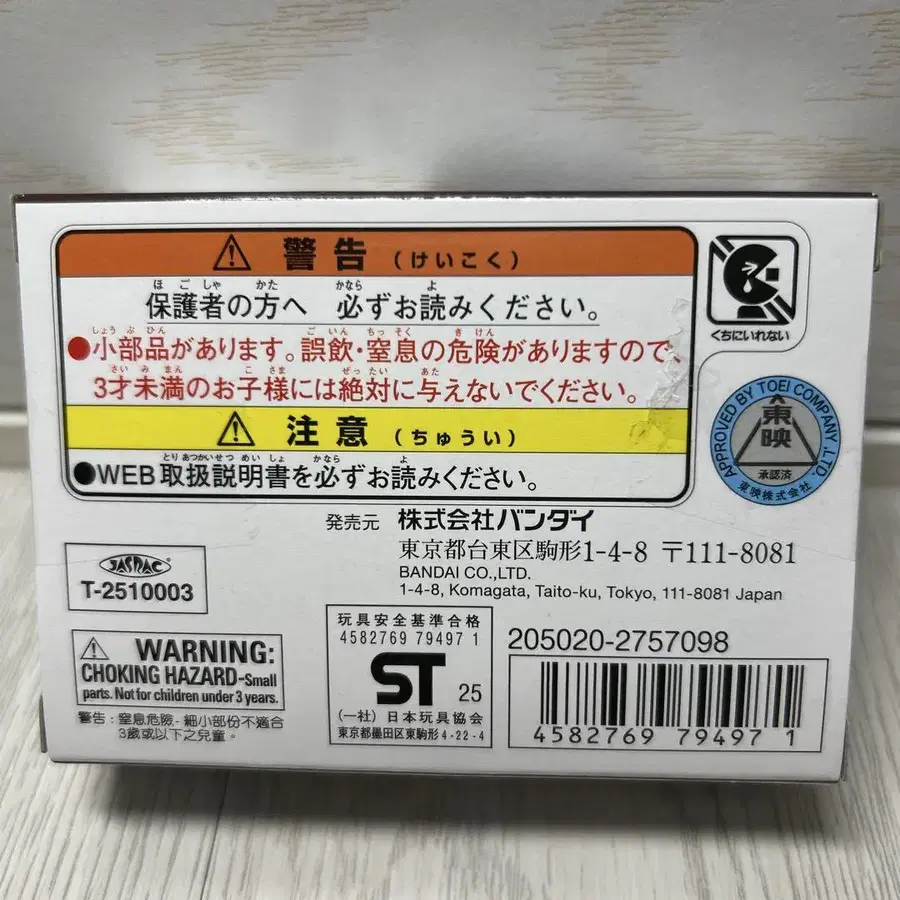 警告（けいこく）
保護者の方へ 必ずお読みください。
●小部品があります。誤飲・窒息の危険がありますので、
3才未満のお子様には絶対に与えないでください。
注意（ちゅうい）
●WEB取扱説明書を必ずお読みください。
くちにいれない
APPROVED BY TOEI COMPANY,LTD.
東映
承認済
東映株式会社
発売元 株式会社バンダイ
東京都台東区駒形1-4-8 〒111-8081
BANDAI CO.,LTD.
1-4-8, Komagata, Taito-ku, Tokyo, 111-8081 Japan
JASRAC
T-2510003
WARNING:
CHOKING HAZARD-Small
parts. Not for children under 3 years.
警告：窒息危險-細小部份不適合
3歲或以下之兒童。
玩具安全基準合格
4582769 79497 1
ST 25
(一社) 日本玩具協会
東京都墨田区東駒形4-22-4
205020-2757098
4582769 794971